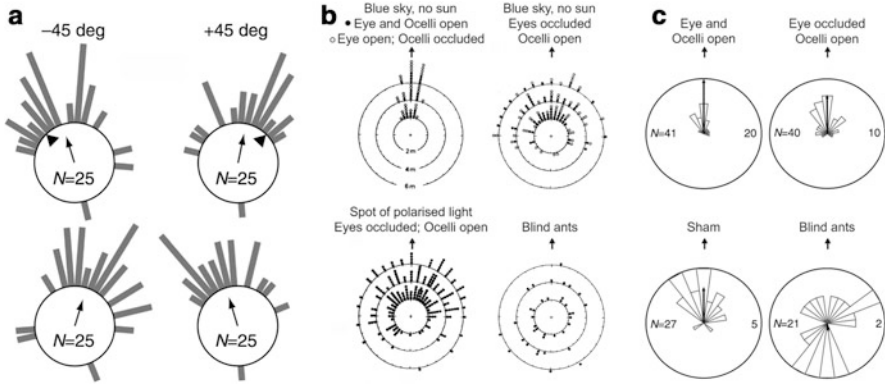 a
−45 deg
+45 deg
N=25
N=25
N=25
N=25
b
Blue sky, no sun
• Eye and Ocelli open
○Eye open; Ocelli occluded
Blue sky, no sun
Eyes occluded
Ocelli open
2 m
4 m
6 m
Spot of polarised light
Eyes occluded; Ocelli open
Blind ants
c
Eye and
Ocelli open
Eye occluded
Ocelli open
N=41
20
N=40
10
Sham
Blind ants
N=27
5
N=21
2